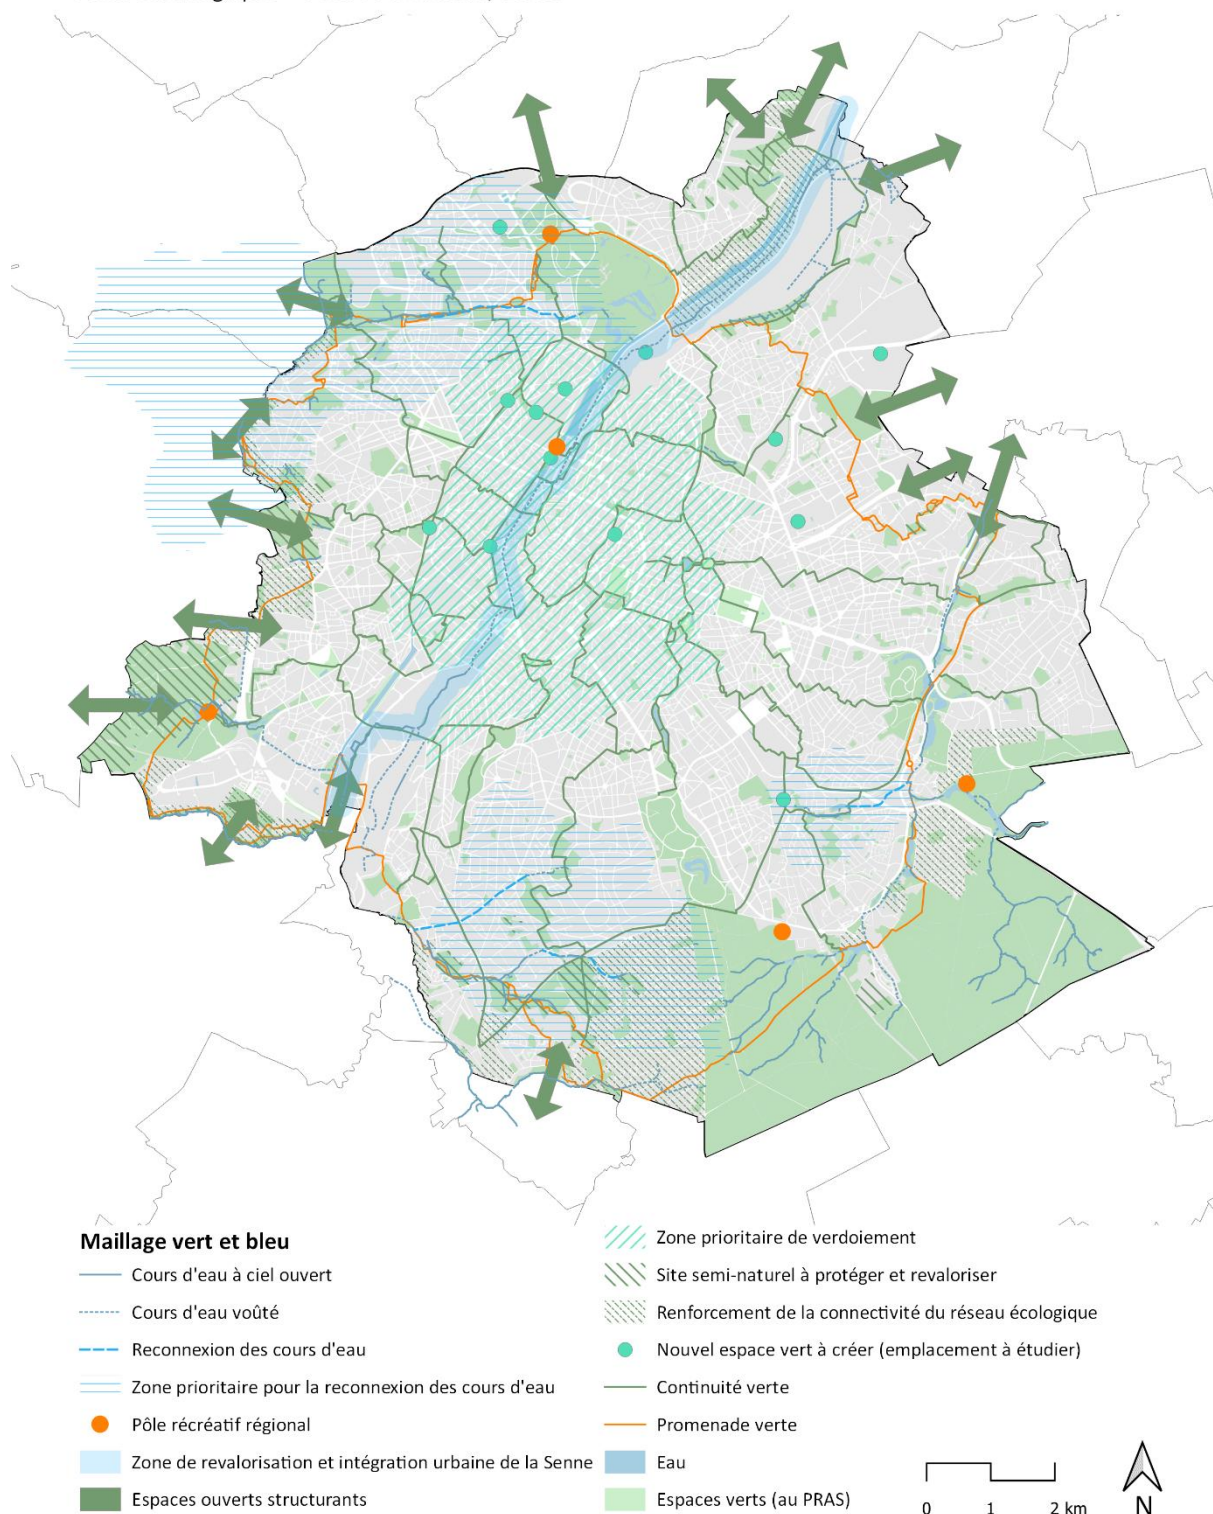 Maillage vert et bleu
Cours d'eau à ciel ouvert
Cours d'eau voûté
Reconnexion des cours d'eau
Zone prioritaire pour la reconnexion des cours d'eau
Pôle récréatif régional
Zone de revalorisation et intégration urbaine de la Senne
Espaces ouverts structurants
Zone prioritaire de verdoiement
Site semi-naturel à protéger et revaloriser
Renforcement de la connectivité du réseau écologique
Nouvel espace vert à créer (emplacement à étudier)
Continuité verte
Promenade verte
Eau
Espaces verts (au PRAS)
0 1 2 km
N